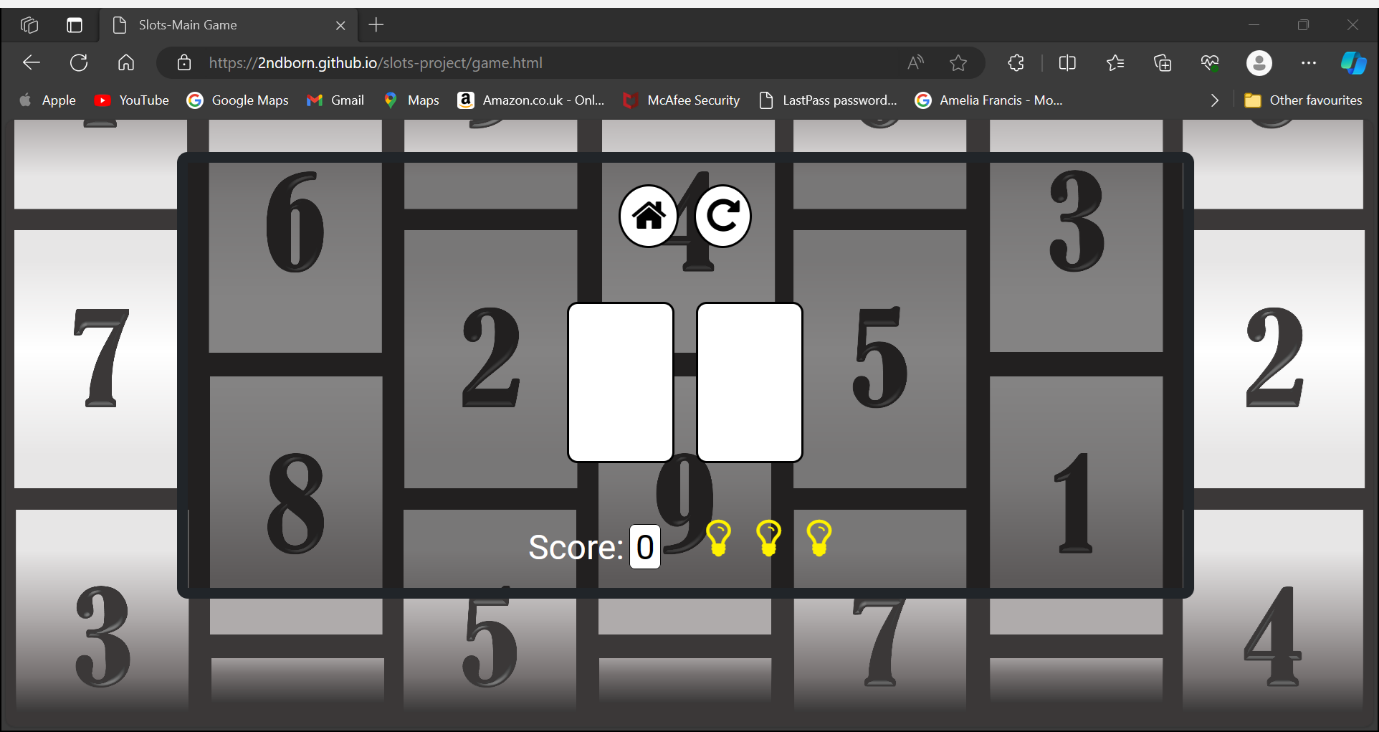 Slots-Main Game
https://2ndborn.github.io/slots-project/game.html
Apple YouTube Google Maps Gmail Maps Amazon.co.uk - Onl... McAfee Security LastPass password... Amelia Francis - Mo... Other favourites
6 4 3
7 2 5 2
8 9 1
Score: 0
3 5 7 4